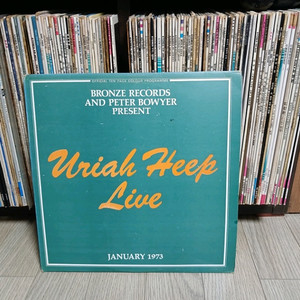 BRONZE RECORDS
AND PETER BOWYER
PRESENT
Uriah Heep
Live
JANUARY 1973